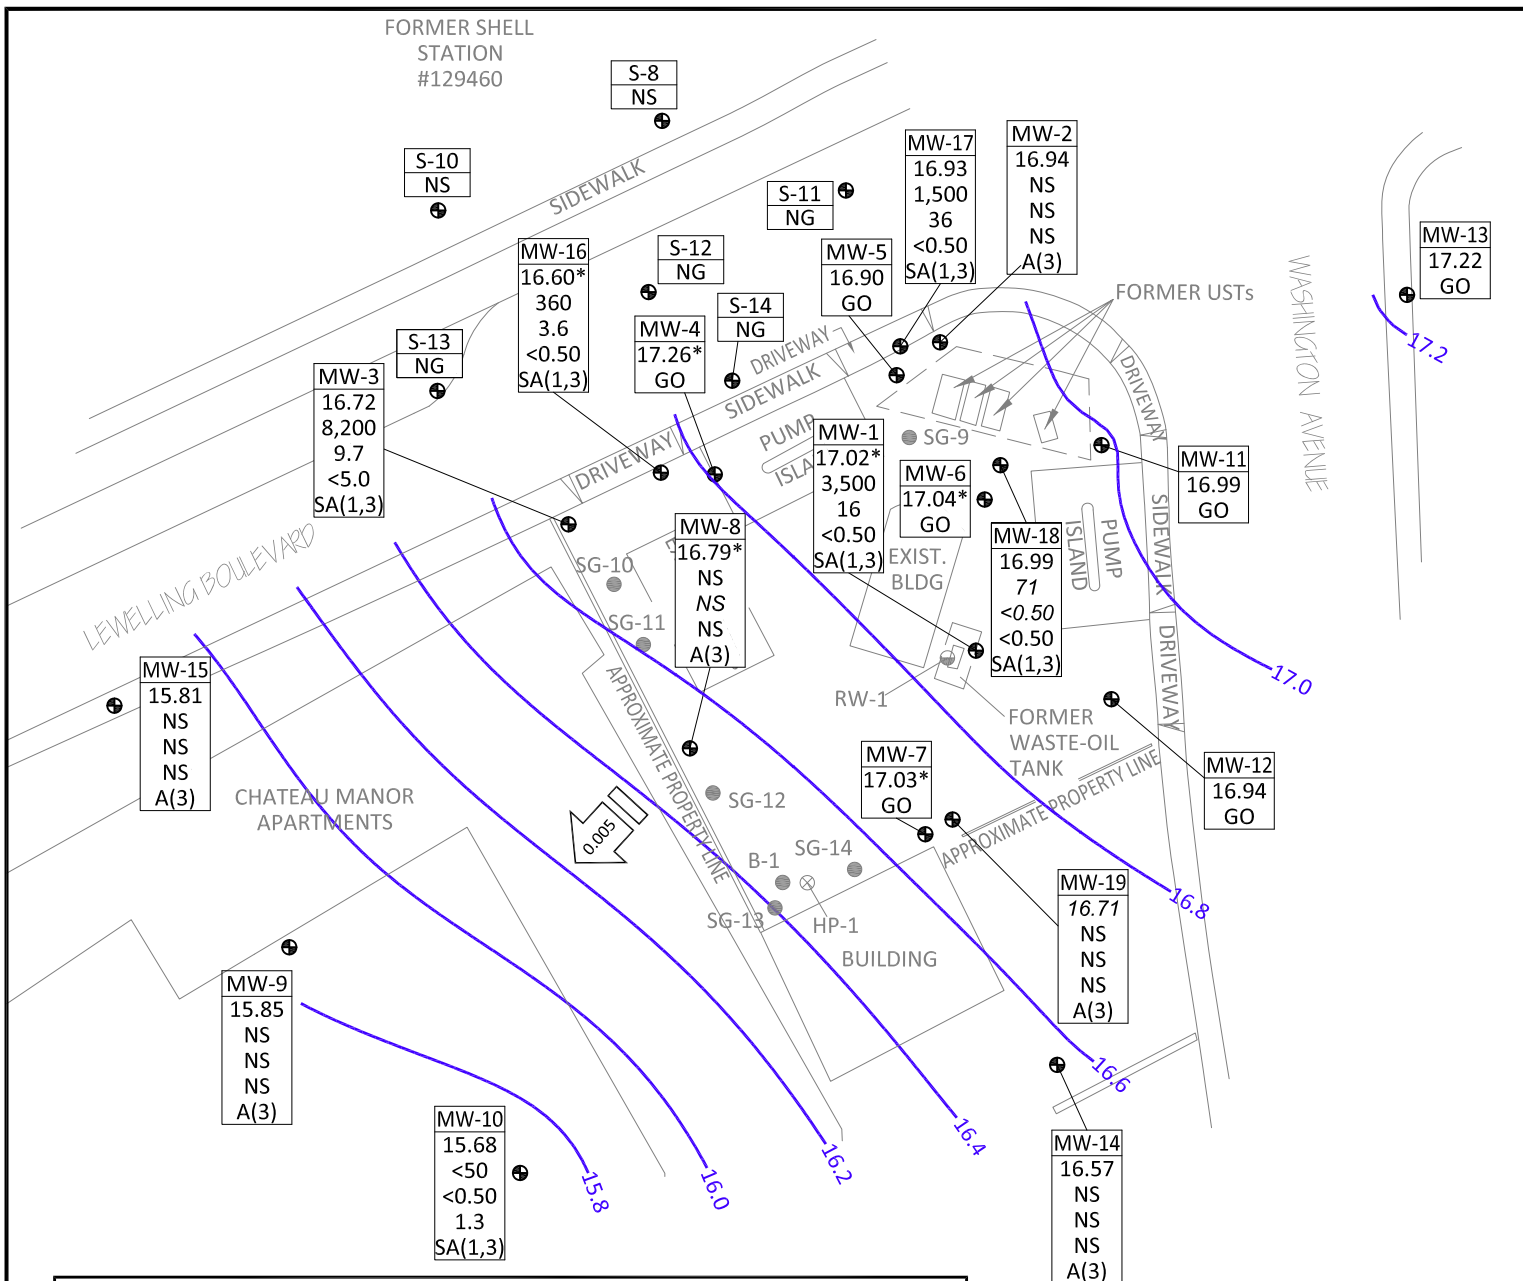 FORMER SHELL
STATION
#129460
S-8
NS
S-10
NS
SIDEWALK
S-11
NG
MW-17
16.93
1,500
36
<0.50
SA(1,3)
MW-2
16.94
NS
NS
NS
A(3)
MW-13
17.22
GO
17.2
WASHINGTON AVENUE
MW-16
16.60*
360
3.6
<0.50
SA(1,3)
S-12
NG
MW-5
16.90
GO
FORMER USTs
S-14
NG
MW-4
17.26*
GO
DRIVEWAY
SIDEWALK
S-13
NG
MW-3
16.72
8,200
9.7
<5.0
SA(1,3)
DRIVEWAY
DRIVEWAY
PUMP
MW-1
17.02*
3,500
16
<0.50
SA(1,3)
SG-9
MW-6
17.04*
GO
MW-11
16.99
GO
MW-18
16.99
71
<0.50
<0.50
SA(1,3)
PUMP
ISLAND
SIDEWALK
EXIST.
BLDG
MW-8
16.79*
NS
NS
NS
A(3)
LEWELLING BOULEVARD
SG-10
SG-11
DRIVEWAY
17.0
RW-1
FORMER
WASTE-OIL
TANK
MW-15
15.81
NS
NS
NS
A(3)
APPROXIMATE PROPERTY LINE
MW-7
17.03*
GO
APPROXIMATE PROPERTY LINE
MW-12
16.94
GO
CHATEAU MANOR
APARTMENTS
0.005
SG-12
B-1
SG-14
SG-13
HP-1
BUILDING
MW-19
16.71
NS
NS
NS
A(3)
16.8
MW-9
15.85
NS
NS
NS
A(3)
16.6
MW-10
15.68
<50
<0.50
1.3
SA(1,3)
15.8
16.0
16.2
16.4
MW-14
16.57
NS
NS
NS
A(3)